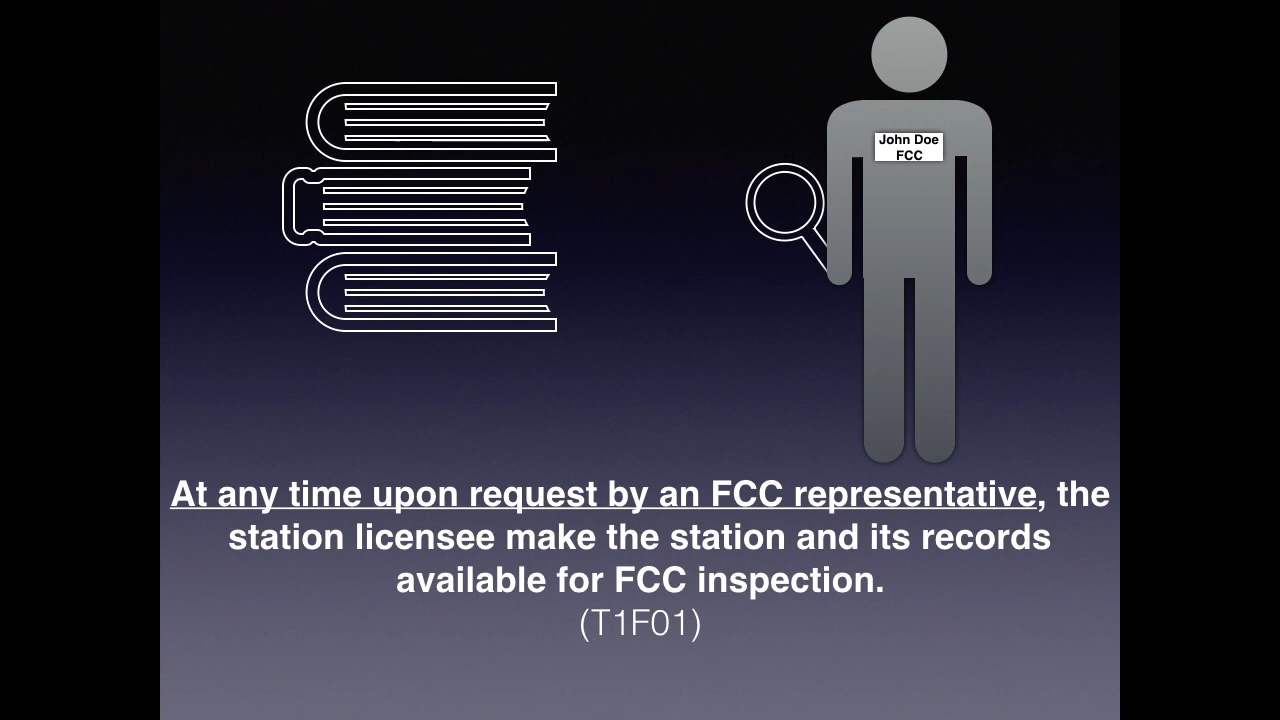 John Doe
FCC
At any time upon request by an FCC representative, the
station licensee make the station and its records
available for FCC inspection.
(T1F01)